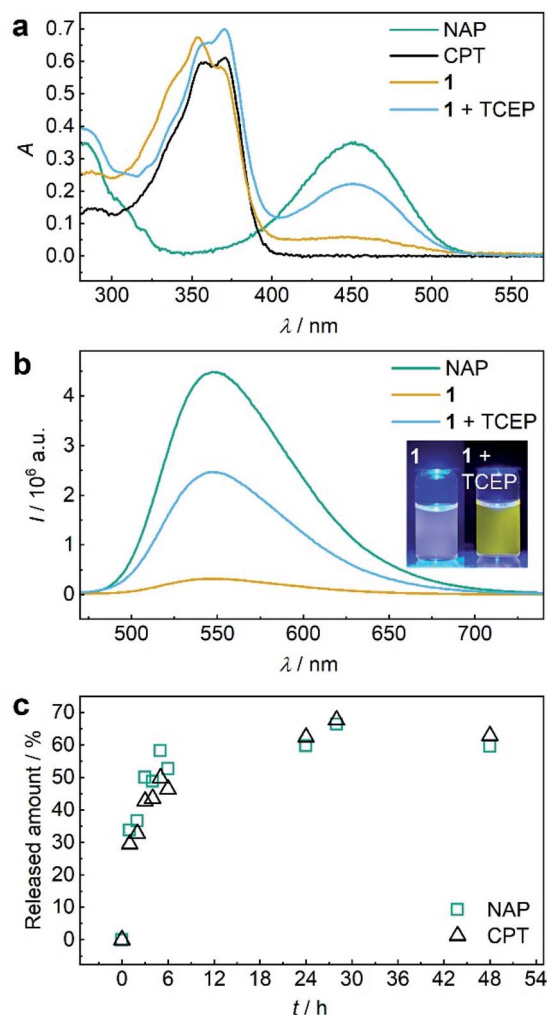 a
0.7
0.6
0.5
0.4
0.3
0.2
0.1
0.0
A
NAP
CPT
1
1 + TCEP
300 350 400 450 500 550
λ / nm
b
4
3
2
1
0
I / 10⁶ a.u.
NAP
1
1 + TCEP
1 1 +
TCEP
500 550 600 650 700
λ / nm
c
70
60
50
40
30
20
10
0
Released amount / %
NAP
CPT
0 6 12 18 24 30 36 42 48 54
t / h